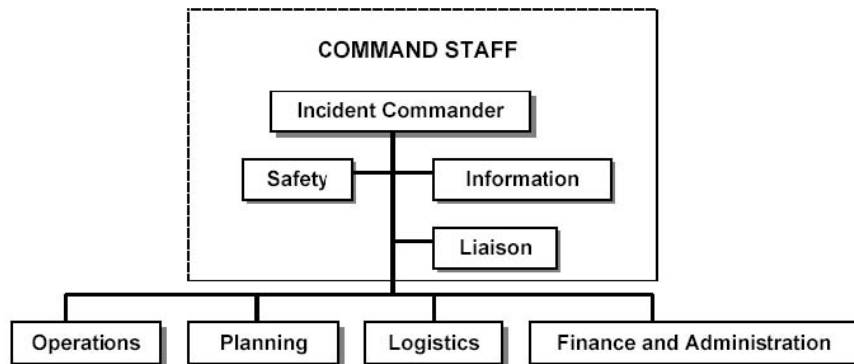 COMMAND STAFF
Incident Commander
Safety
Information
Liaison
Operations
Planning
Logistics
Finance and Administration